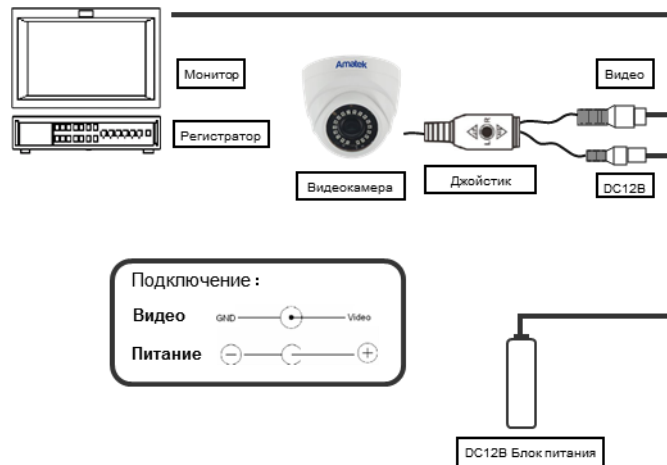 Монитор
Регистратор
Amatek
Видеокамера
Джойстик
Видео
DC12В
Подключение:
Видео GND Video
Питание
DC12В Блок питания